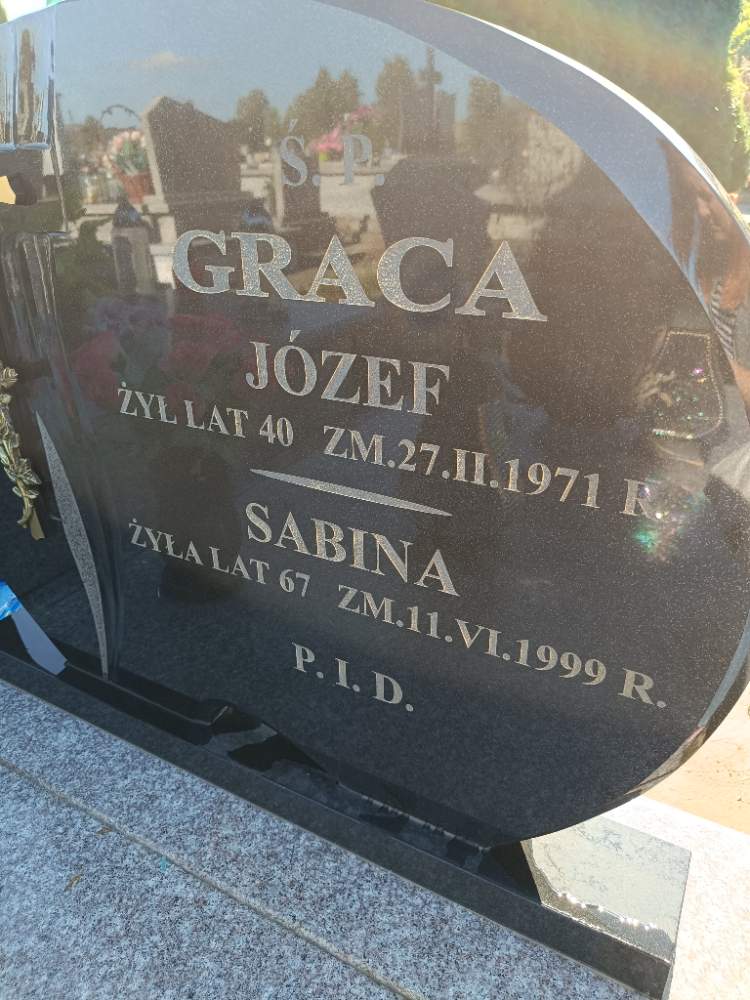 Ś. P.
GRACA
JÓZEF
ŻYŁ LAT 40 ZM.27.II.1971 R.
SABINA
ŻYŁA LAT 67 ZM.11.VI.1999 R.
P. I. D.